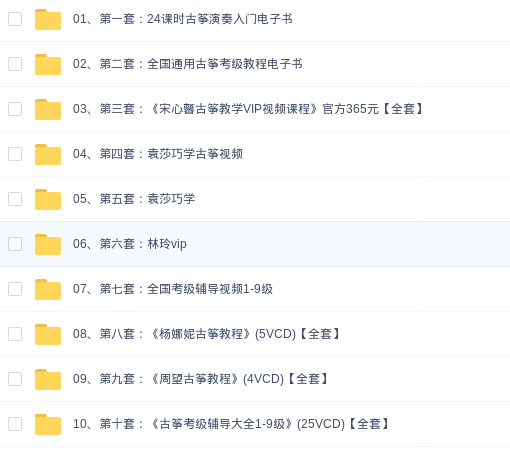 01、第一套：24课时古筝演奏入门电子书
02、第二套：全国通用古筝考级教程电子书
03、第三套：《宋心馨古筝教学VIP视频课程》官方365元【全套】
04、第四套：袁莎巧学古筝视频
05、第五套：袁莎巧学
06、第六套：林玲vip
07、第七套：全国考级辅导视频1-9级
08、第八套：《杨娜妮古筝教程》(5VCD)【全套】
09、第九套：《周望古筝教程》(4VCD)【全套】
10、第十套：《古筝考级辅导大全1-9级》(25VCD)【全套】